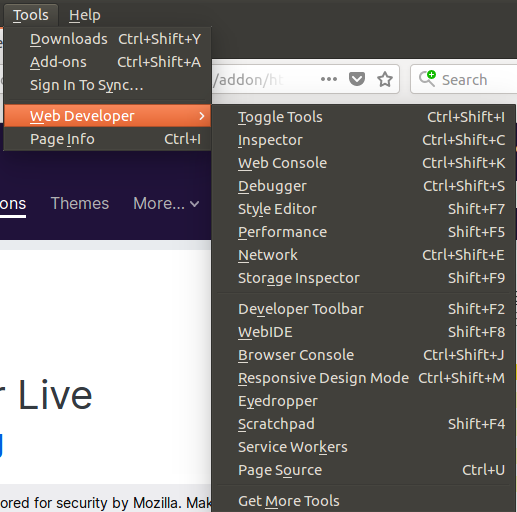 Tools Help
Downloads Ctrl+Shift+Y
Add-ons Ctrl+Shift+A
Sign In To Sync...
Web Developer
Page Info Ctrl+I
/addon/ht
Search
ons Themes More...
r Live
ored for security by Mozilla. Mak
Toggle Tools Ctrl+Shift+I
Inspector Ctrl+Shift+C
Web Console Ctrl+Shift+K
Debugger Ctrl+Shift+S
Style Editor Shift+F7
Performance Shift+F5
Network Ctrl+Shift+E
Storage Inspector Shift+F9
Developer Toolbar Shift+F2
WebIDE Shift+F8
Browser Console Ctrl+Shift+J
Responsive Design Mode Ctrl+Shift+M
Eyedropper
Scratchpad Shift+F4
Service Workers
Page Source Ctrl+U
Get More Tools